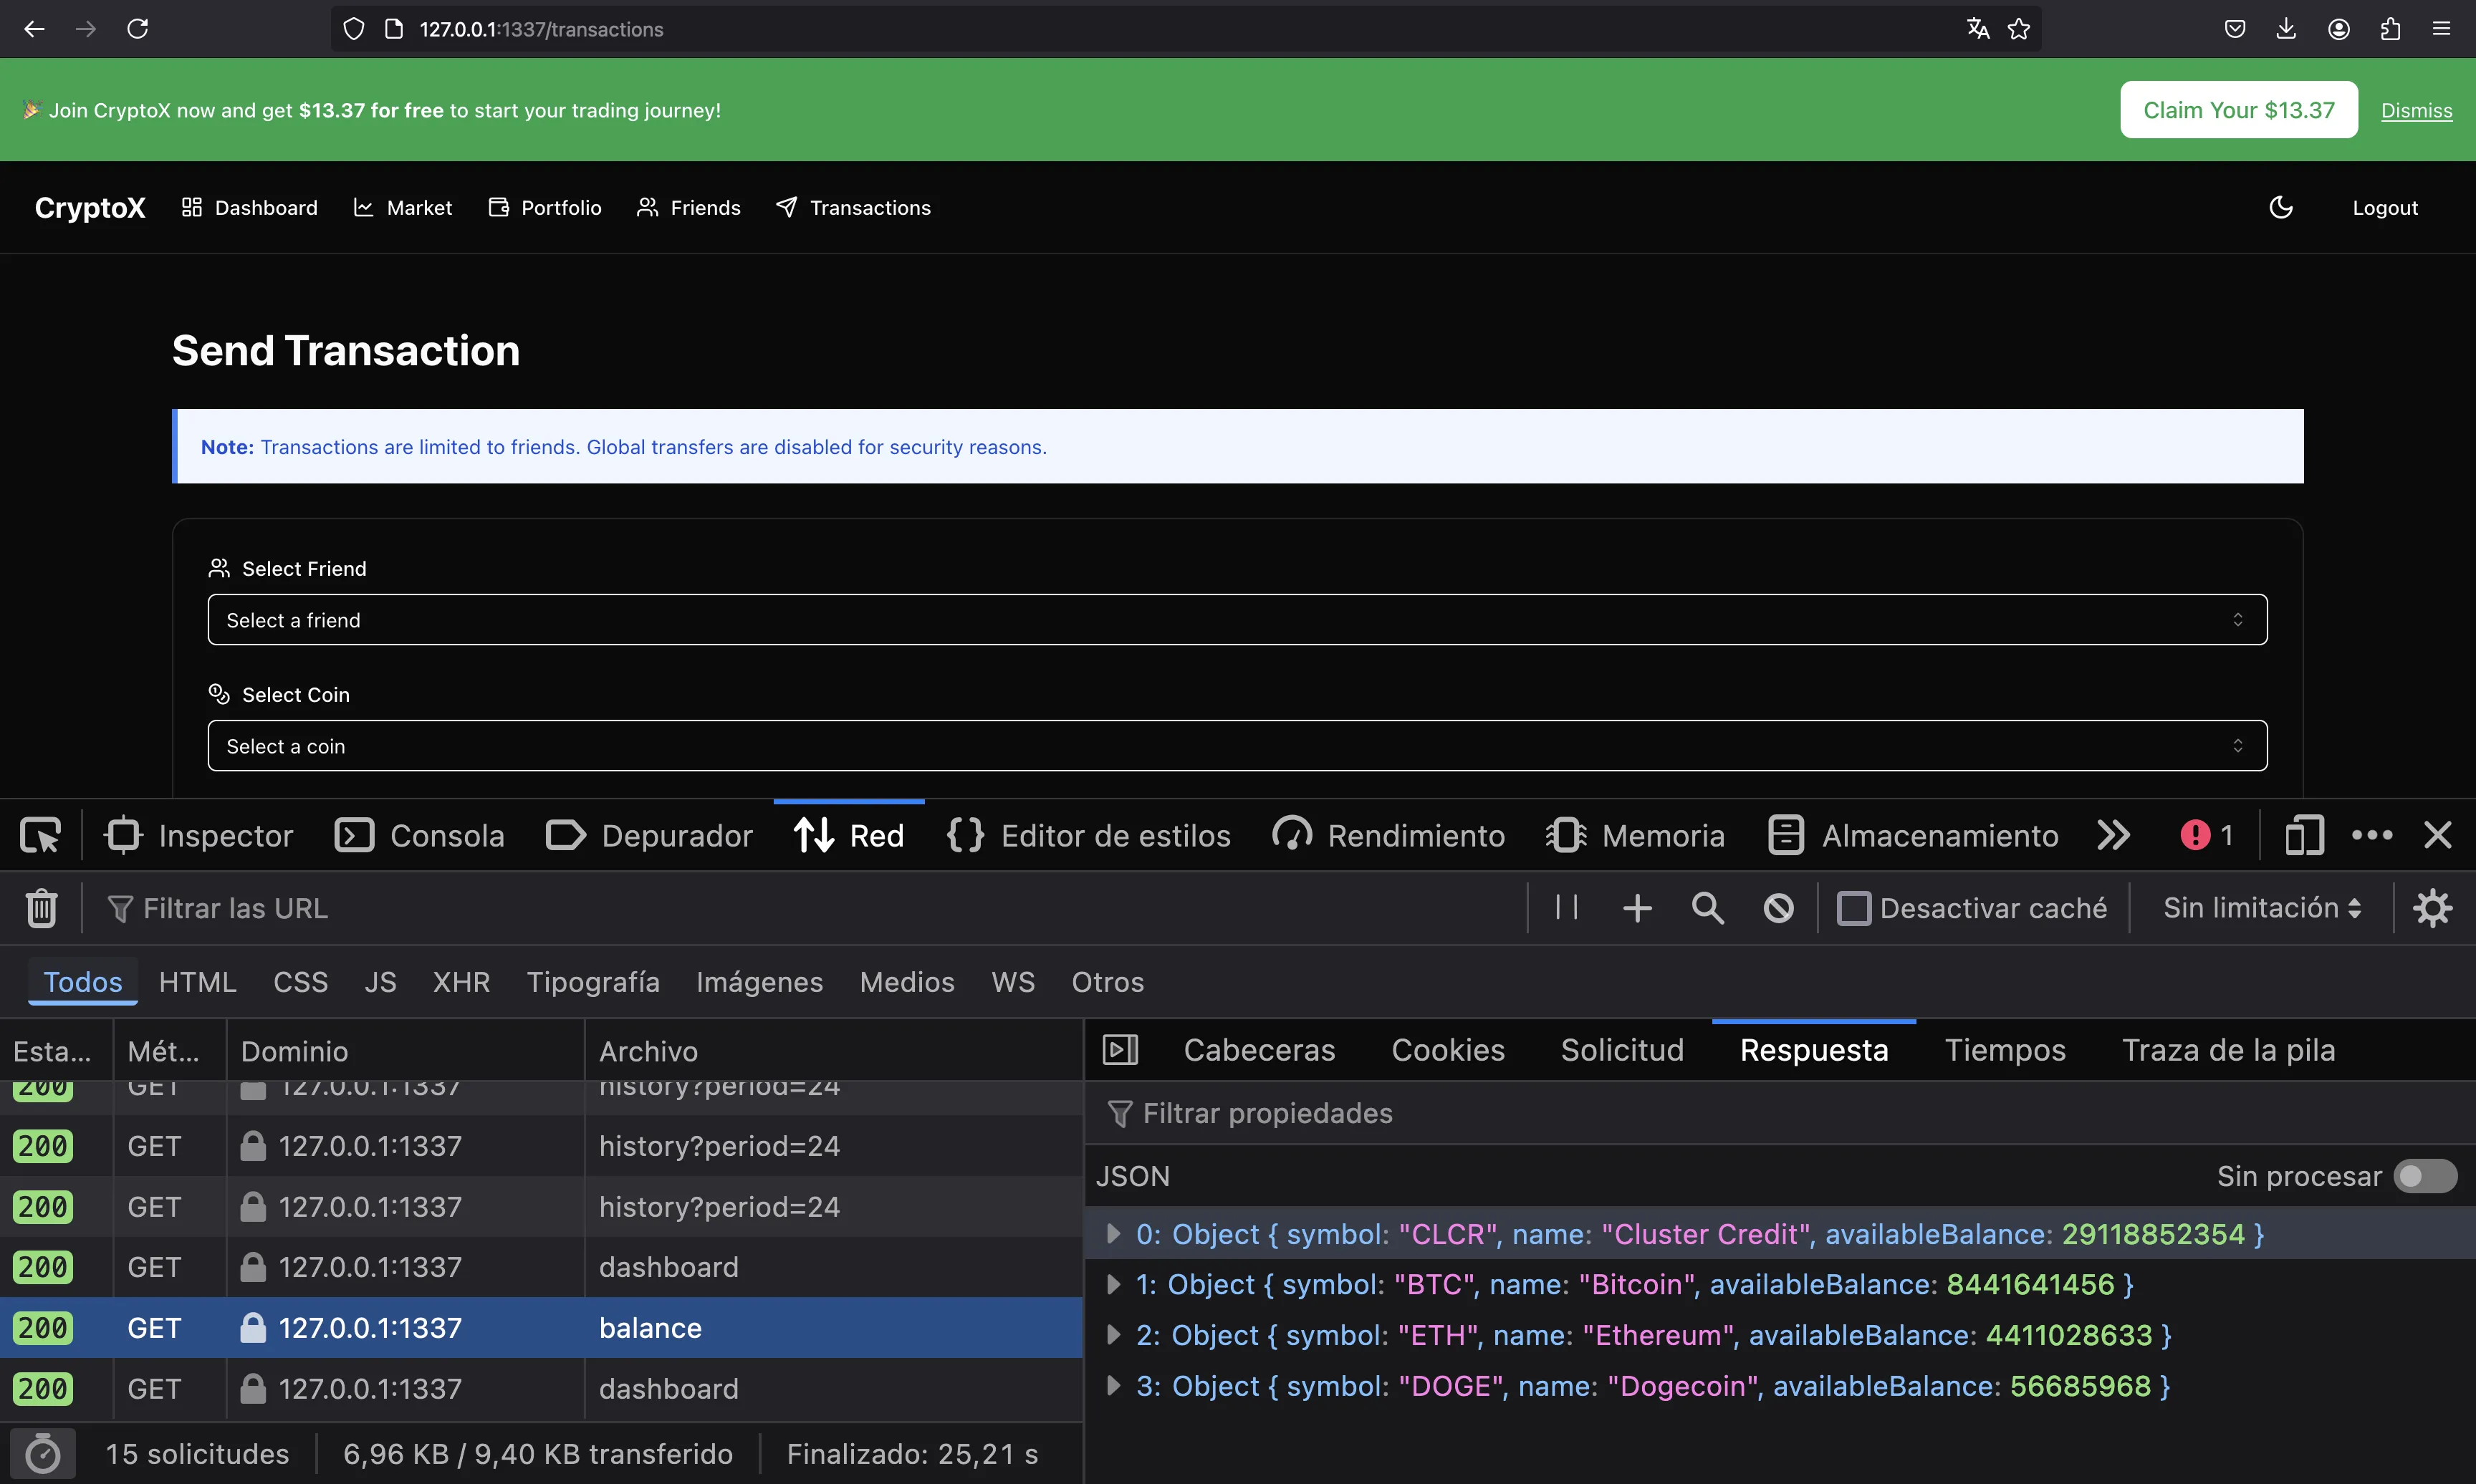 127.0.0.1:1337/transactions
🎉 Join CryptoX now and get $13.37 for free to start your trading journey!
Claim Your $13.37
Dismiss
CryptoX
Dashboard
Market
Portfolio
Friends
Transactions
Logout
Send Transaction
Note: Transactions are limited to friends. Global transfers are disabled for security reasons.
Select Friend
Select a friend
Select Coin
Select a coin
Inspector
Consola
Depurador
Red
Editor de estilos
Rendimiento
Memoria
Almacenamiento
1
Filtrar las URL
Desactivar caché
Sin limitación
Todos
HTML
CSS
JS
XHR
Tipografía
Imágenes
Medios
WS
Otros
Esta... Mét... Dominio Archivo
200 GET 127.0.0.1:1337 history?period=24
200 GET 127.0.0.1:1337 history?period=24
200 GET 127.0.0.1:1337 history?period=24
200 GET 127.0.0.1:1337 dashboard
200 GET 127.0.0.1:1337 balance
200 GET 127.0.0.1:1337 dashboard
15 solicitudes
6,96 KB / 9,40 KB transferido
Finalizado: 25,21 s
Cabeceras
Cookies
Solicitud
Respuesta
Tiempos
Traza de la pila
Filtrar propiedades
JSON
Sin procesar
0: Object { symbol: "CLCR", name: "Cluster Credit", availableBalance: 29118852354 }
1: Object { symbol: "BTC", name: "Bitcoin", availableBalance: 8441641456 }
2: Object { symbol: "ETH", name: "Ethereum", availableBalance: 4411028633 }
3: Object { symbol: "DOGE", name: "Dogecoin", availableBalance: 56685968 }